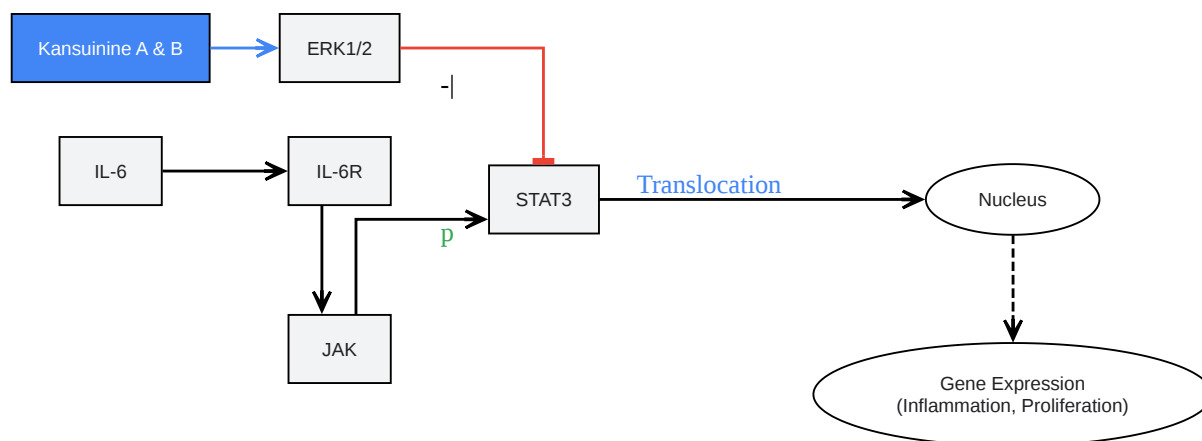 Kansuinine A & B
ERK1/2
-|
IL-6
IL-6R
STAT3
Translocation
Nucleus
p
JAK
Gene Expression
(Inflammation, Proliferation)